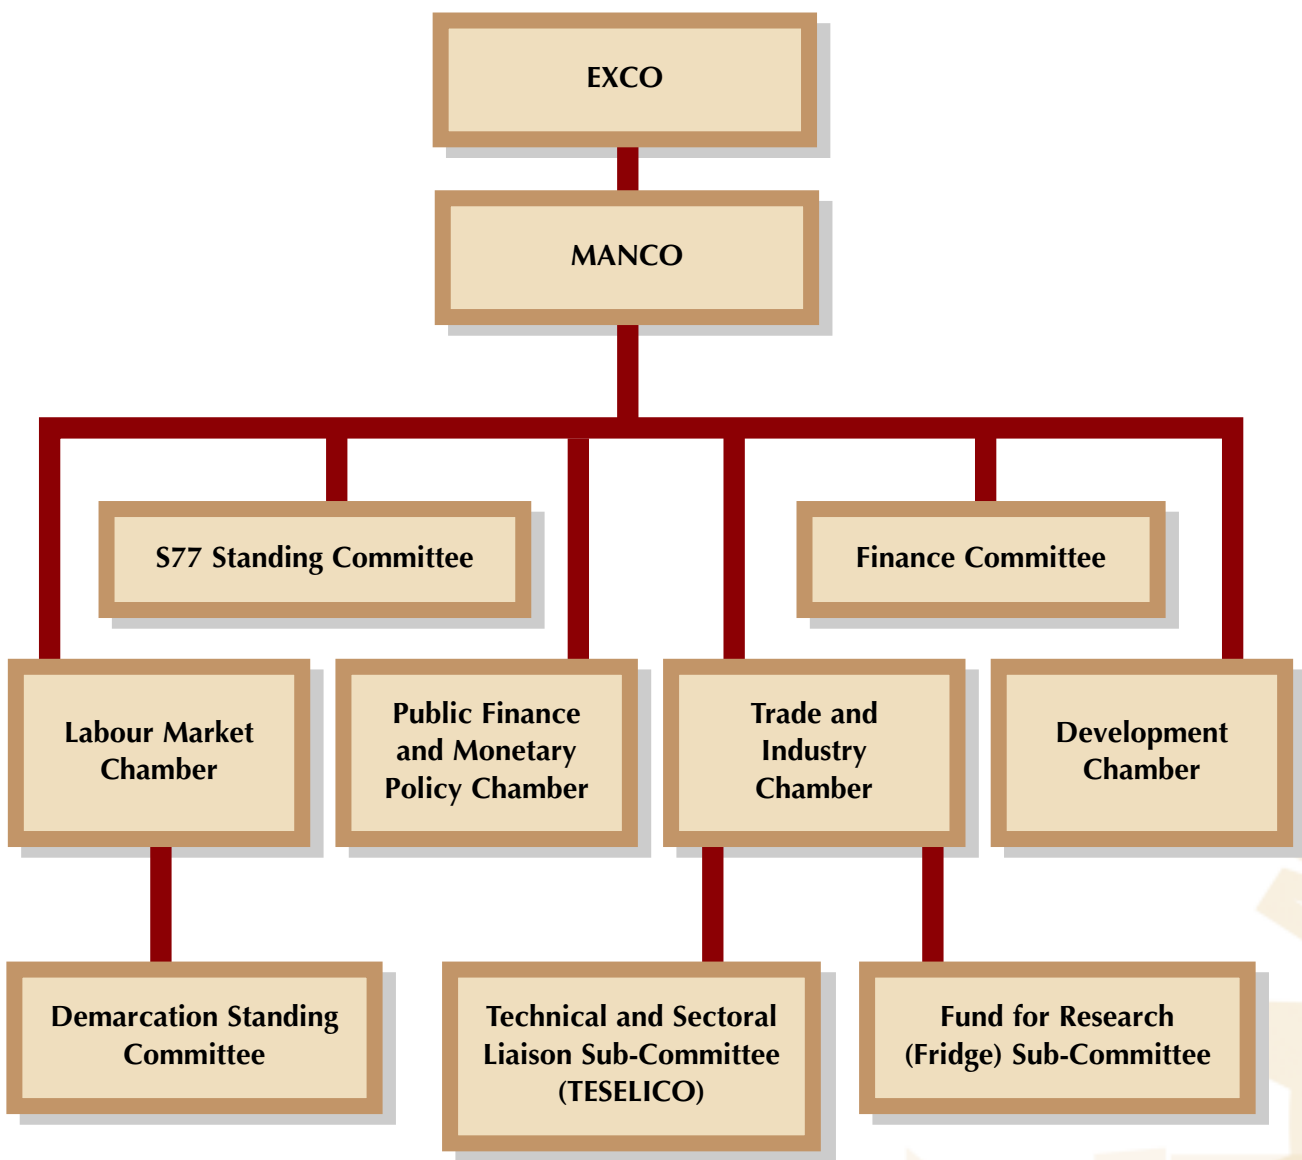 EXCO
MANCO
S77 Standing Committee
Finance Committee
Labour Market
Chamber
Public Finance
and Monetary
Policy Chamber
Trade and
Industry
Chamber
Development
Chamber
Demarcation Standing
Committee
Technical and Sectoral
Liaison Sub-Committee
(TESELICO)
Fund for Research
(Fridge) Sub-Committee